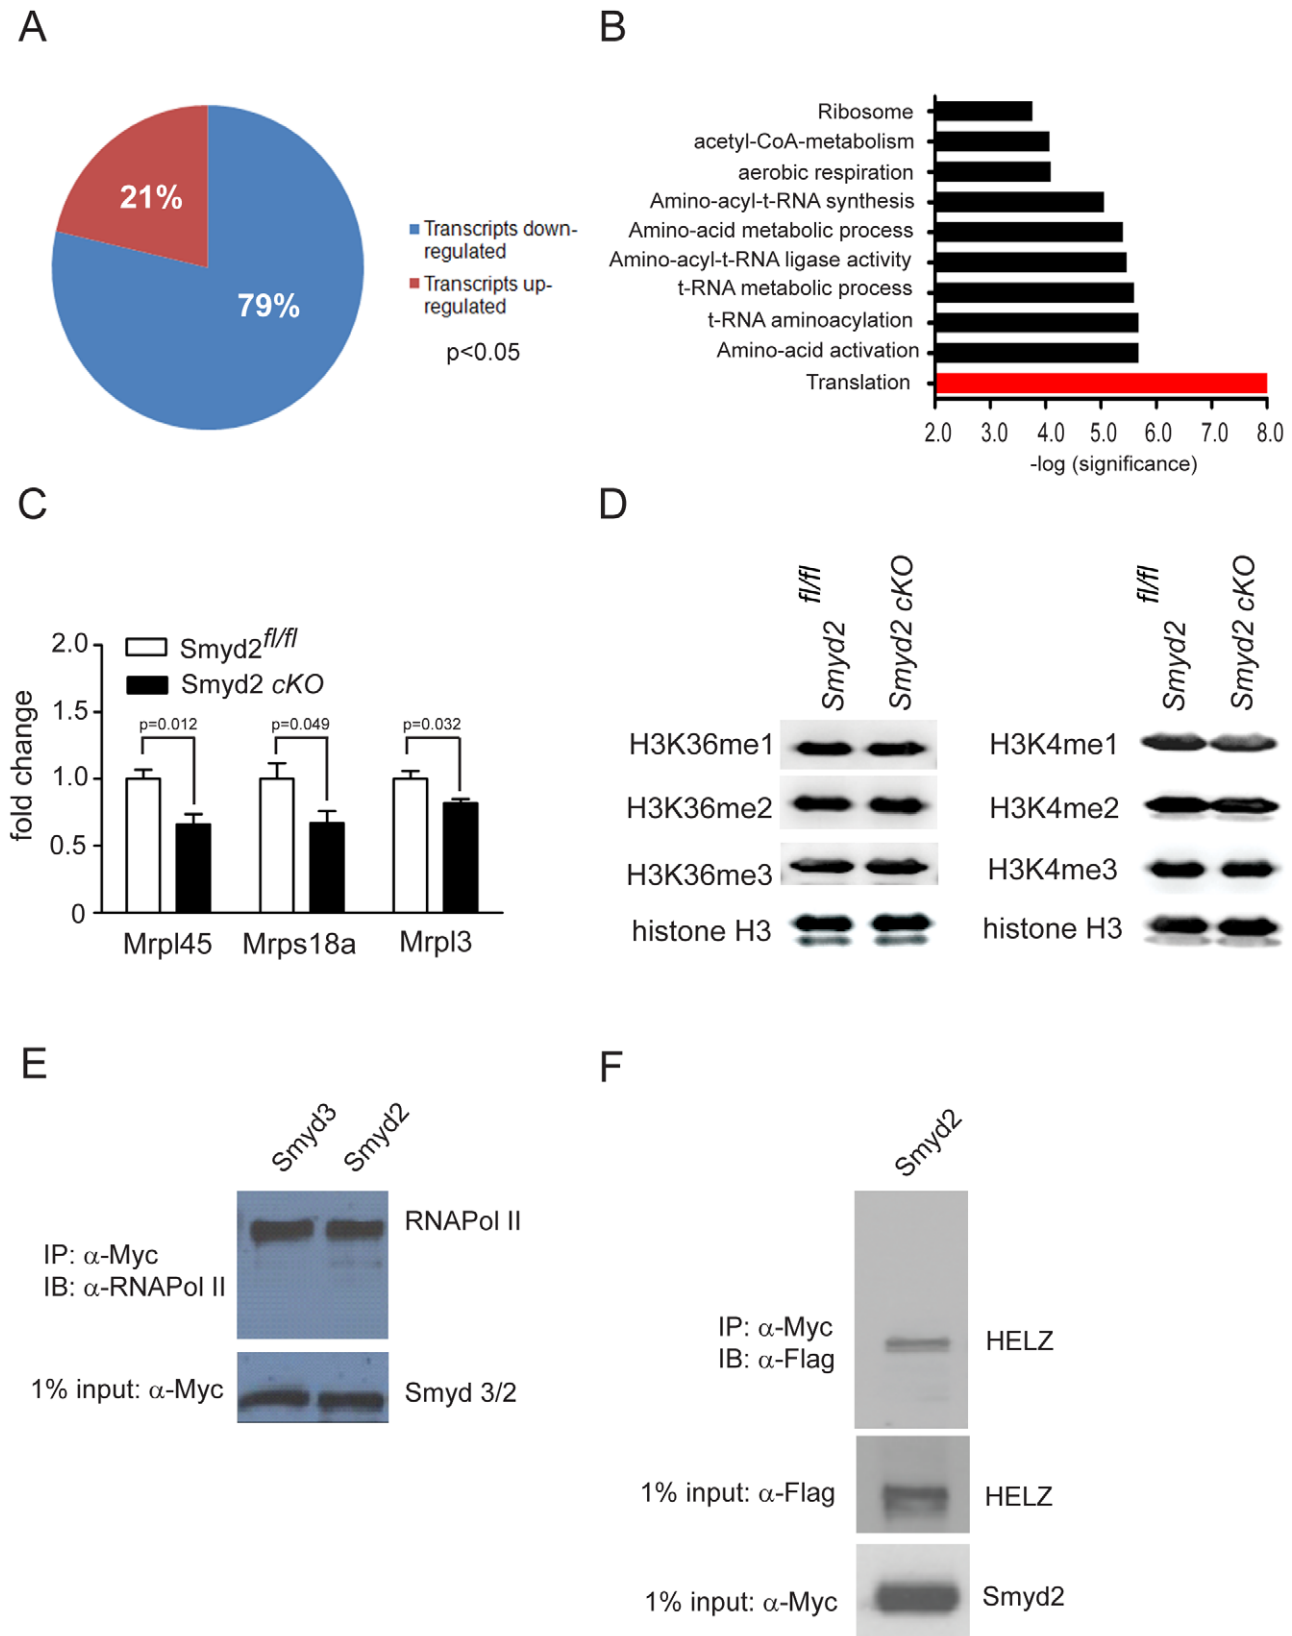 A
21%
79%
Transcripts down-
regulated
Transcripts up-
regulated
p<0.05
B
Ribosome
acetyl-CoA-metabolism
aerobic respiration
Amino-acyl-t-RNA synthesis
Amino-acid metabolic process
Amino-acyl-t-RNA ligase activity
t-RNA metabolic process
t-RNA aminoacylation
Amino-acid activation
Translation
2.0 3.0 4.0 5.0 6.0 7.0 8.0
-log (significance)
C
fold change
2.0
1.5
1.0
0.5
0
Smyd2fl/fl
Smyd2 cKO
p=0.012 p=0.049 p=0.032
Mrpl45 Mrps18a Mrpl3
D
Smyd2 fl/fl
Smyd2 cKO
H3K36me1
H3K36me2
H3K36me3
histone H3
Smyd2 fl/fl
Smyd2 cKO
H3K4me1
H3K4me2
H3K4me3
histone H3
E
Smyd3
Smyd2
RNAPol II
IP: α-Myc
IB: α-RNAPol II
1% input: α-Myc
Smyd 3/2
F
Smyd2
IP: α-Myc
IB: α-Flag
HELZ
1% input: α-Flag
HELZ
1% input: α-Myc
Smyd2